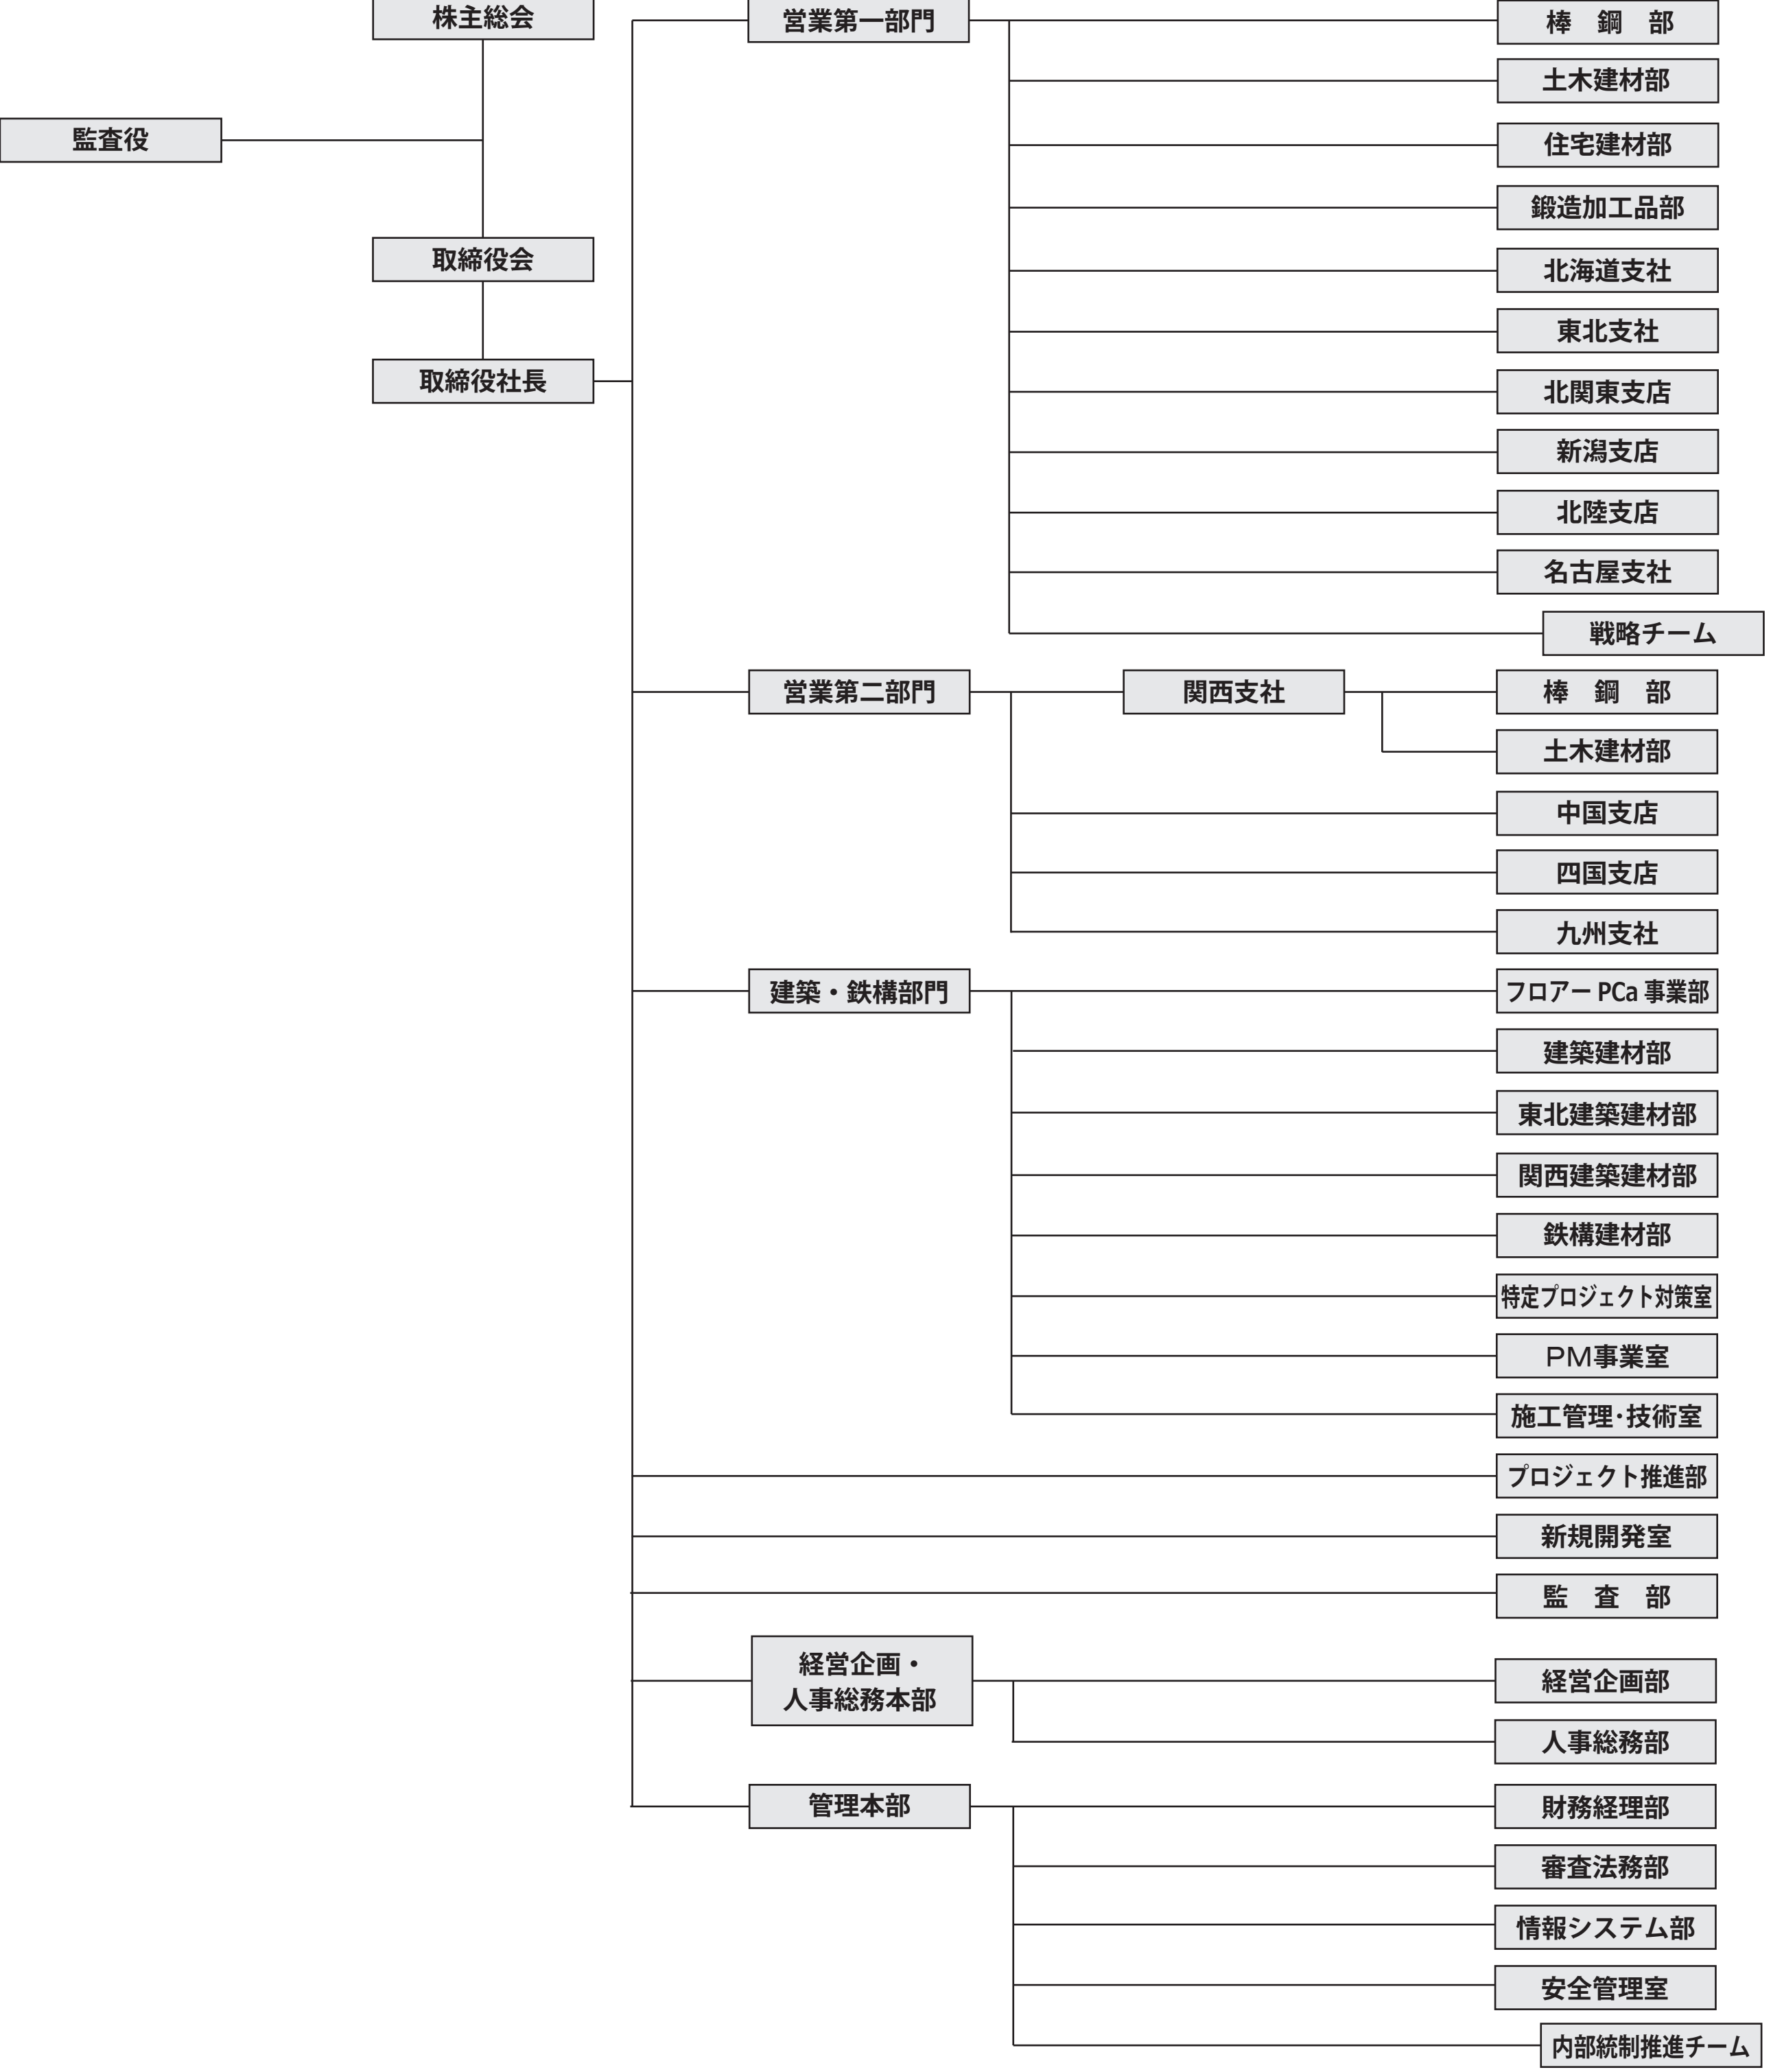 株主総会
監査役
取締役会
取締役社長
営業第一部門
棒　鋼　部
土木建材部
住宅建材部
鍛造加工品部
北海道支社
東北支社
北関東支店
新潟支店
北陸支店
名古屋支社
戦略チーム
営業第二部門
関西支社
棒　鋼　部
土木建材部
中国支店
四国支店
九州支社
建築・鉄構部門
フロアー PCa 事業部
建築建材部
東北建築建材部
関西建築建材部
鉄構建材部
特定プロジェクト対策室
ＰＭ事業室
施工管理・技術室
プロジェクト推進部
新規開発室
監　査　部
経営企画・
人事総務本部
経営企画部
人事総務部
管理本部
財務経理部
審査法務部
情報システム部
安全管理室
内部統制推進チーム